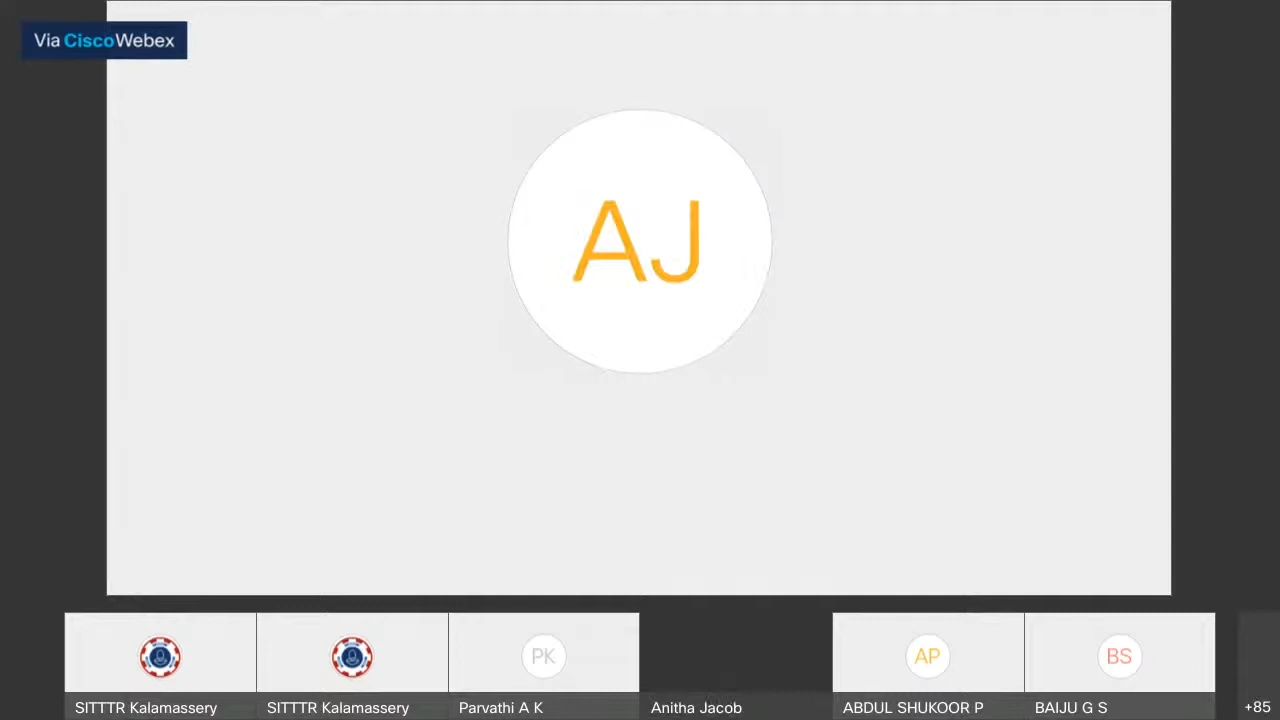 Via CiscoWebex
AJ
PK
AP
BS
SITTTR Kalamassery
SITTTR Kalamassery
Parvathi A K
Anitha Jacob
ABDUL SHUKOOR P
BAIJU G S
+85